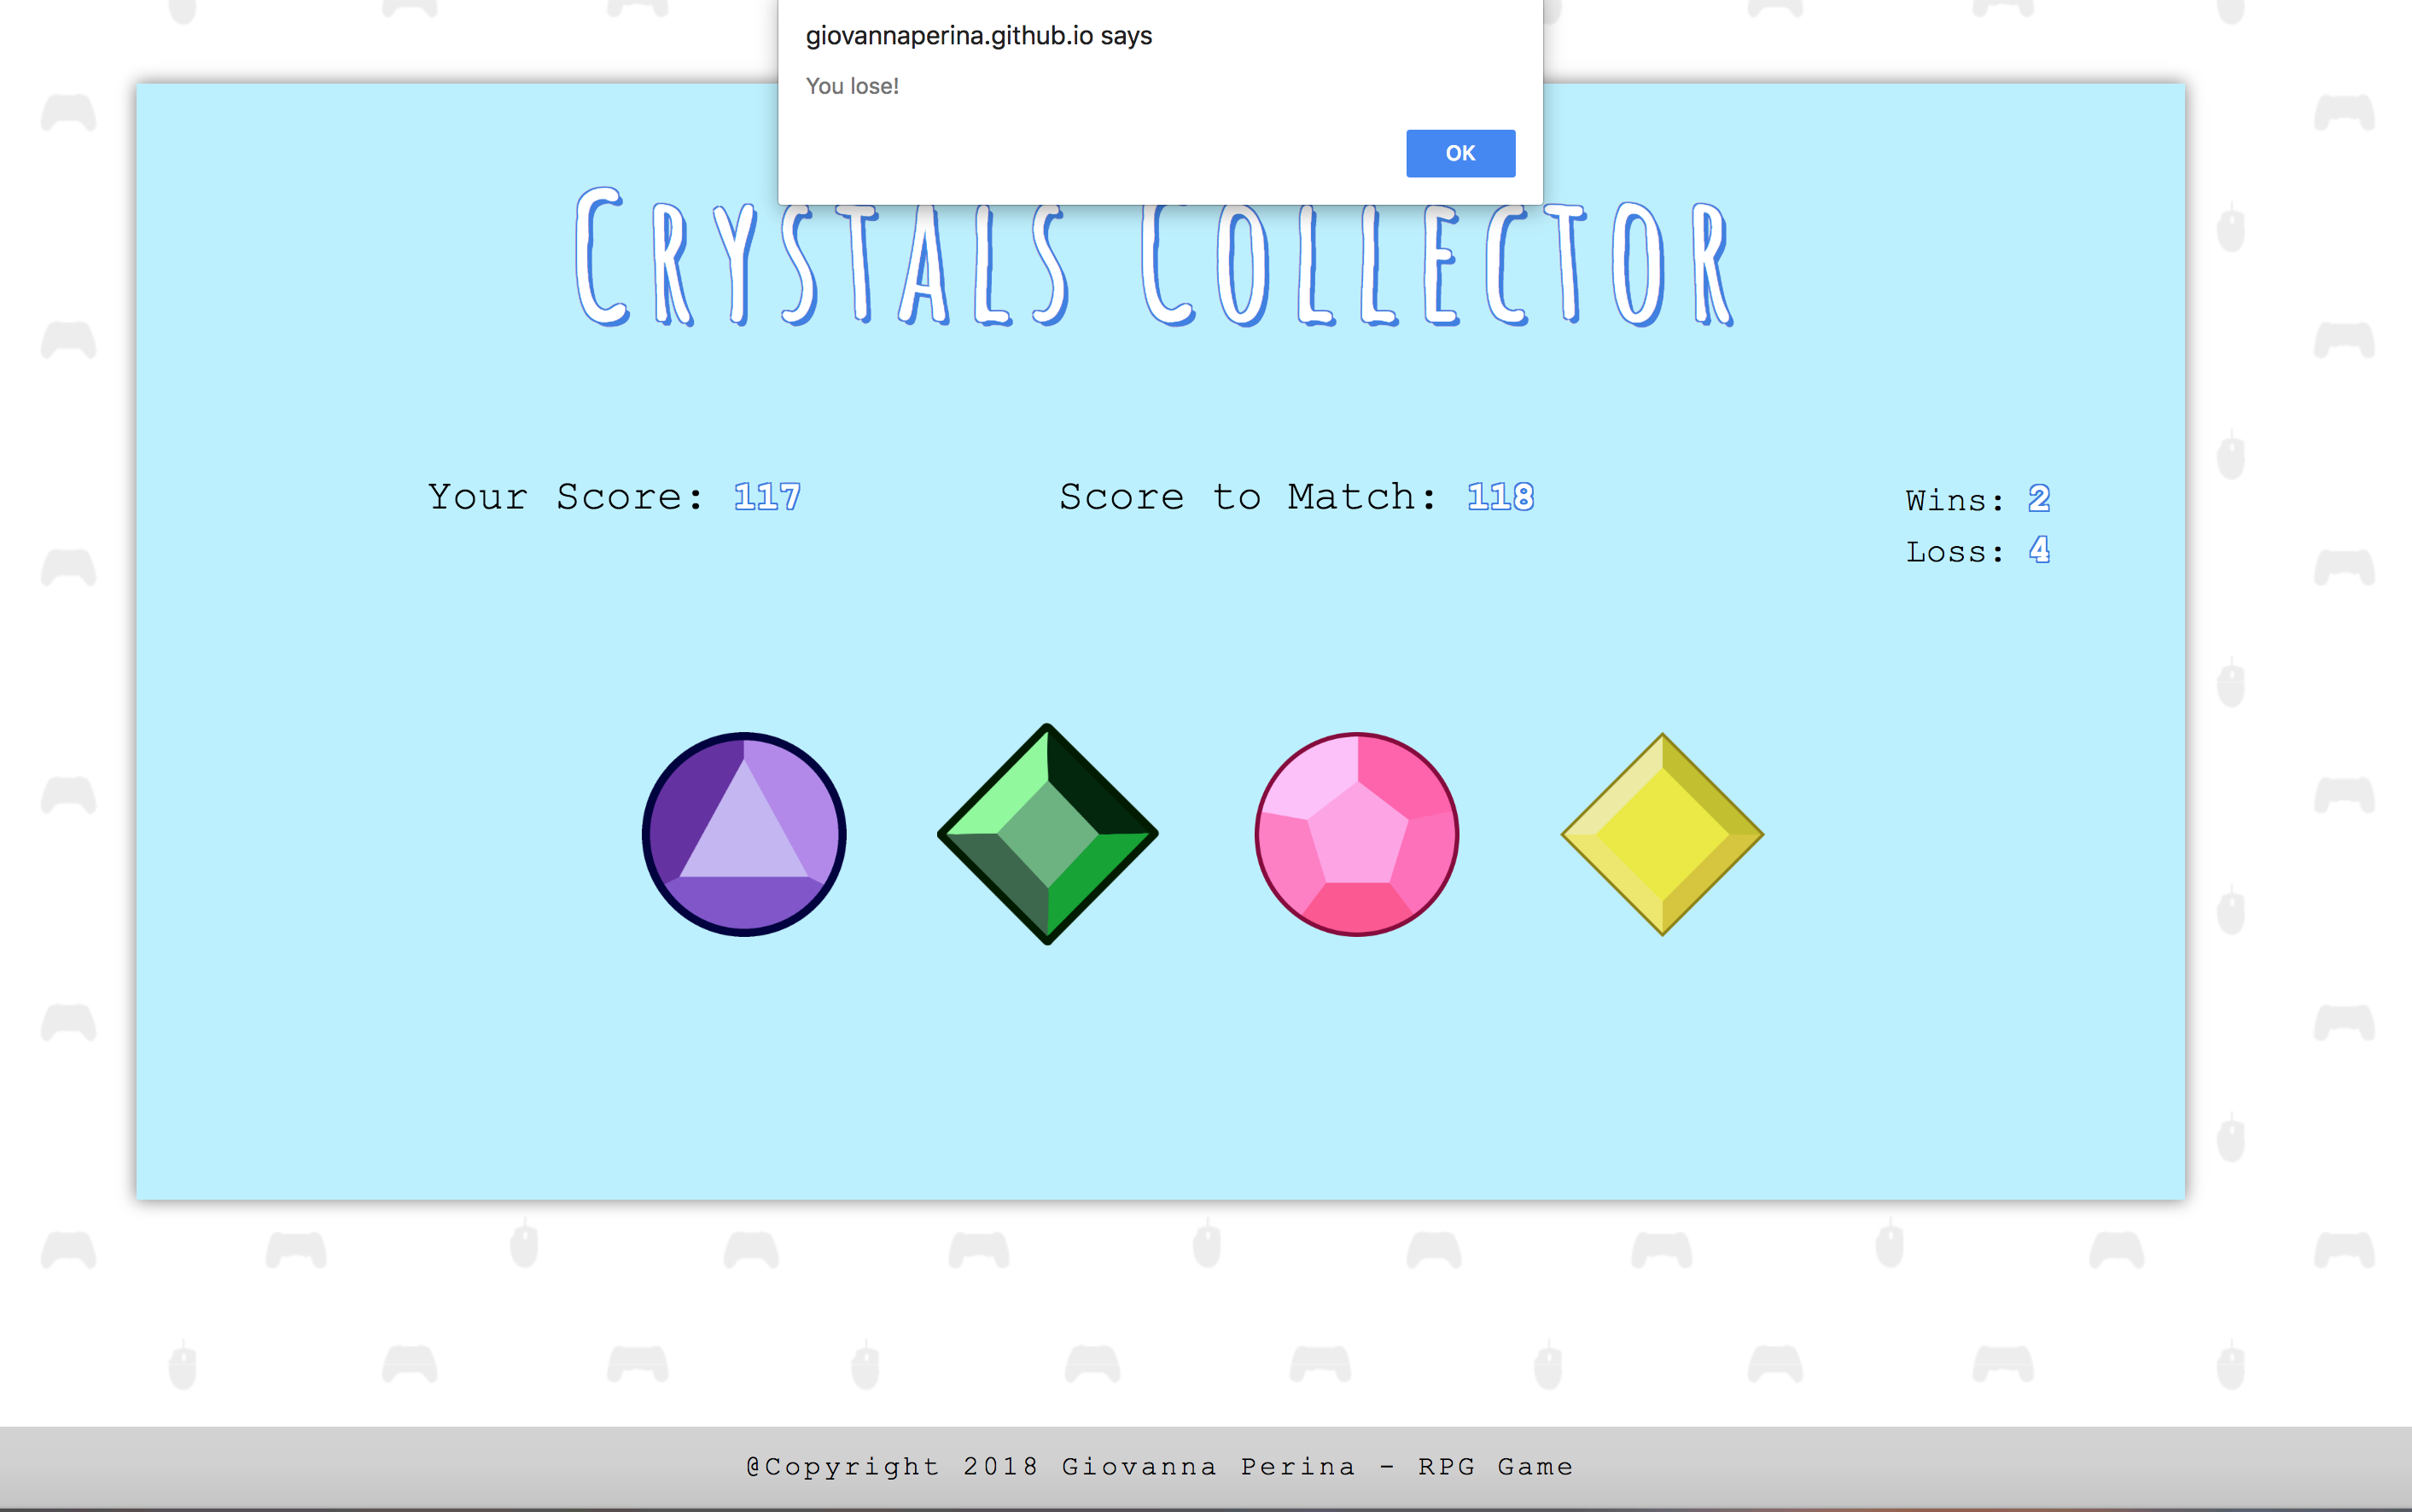 giovannaperina.github.io says
You lose!
OK
Crystals Collector
Your Score: 117
Score to Match: 118
Wins: 2
Loss: 4
@Copyright 2018 Giovanna Perina - RPG Game